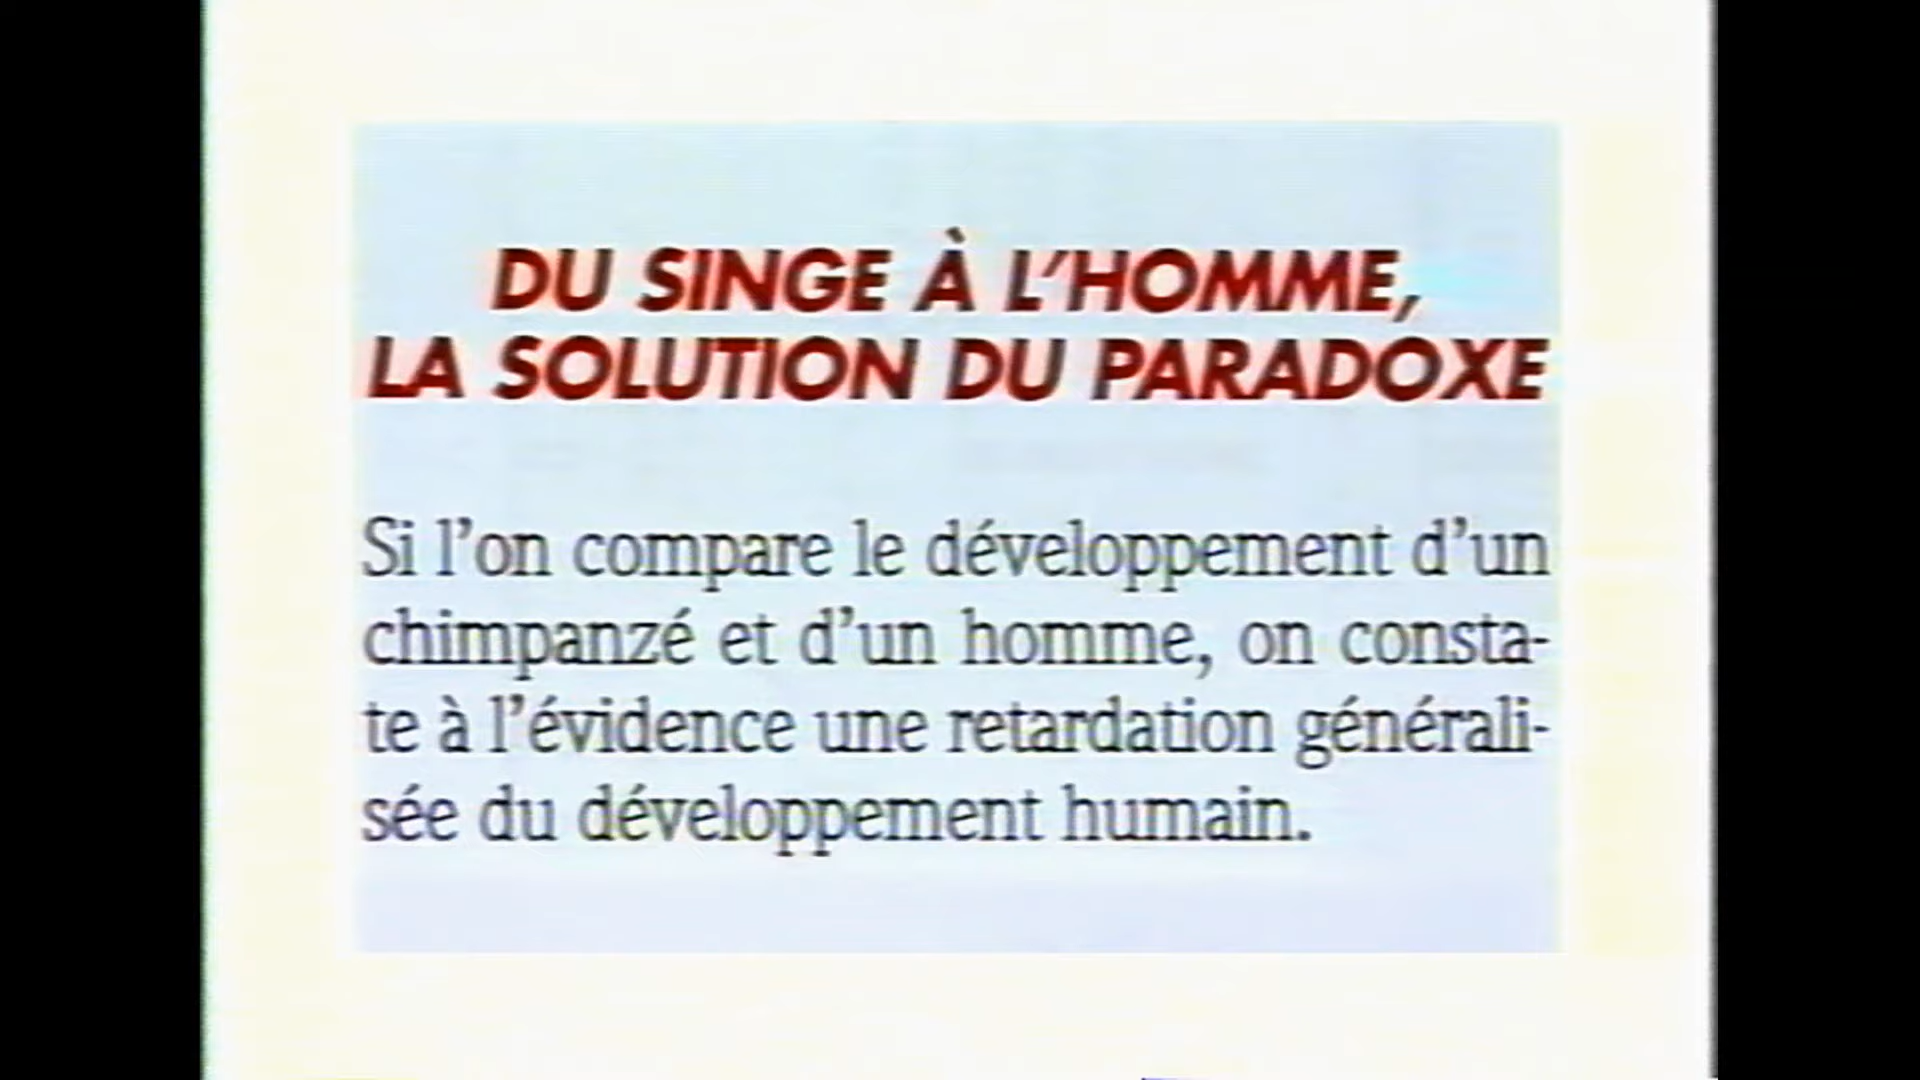 DU SINGE À L'HOMME,
LA SOLUTION DU PARADOXE
Si l'on compare le développement d'un
chimpanzé et d'un homme, on consta-
te à l'évidence une retardation générali-
sée du développement humain.